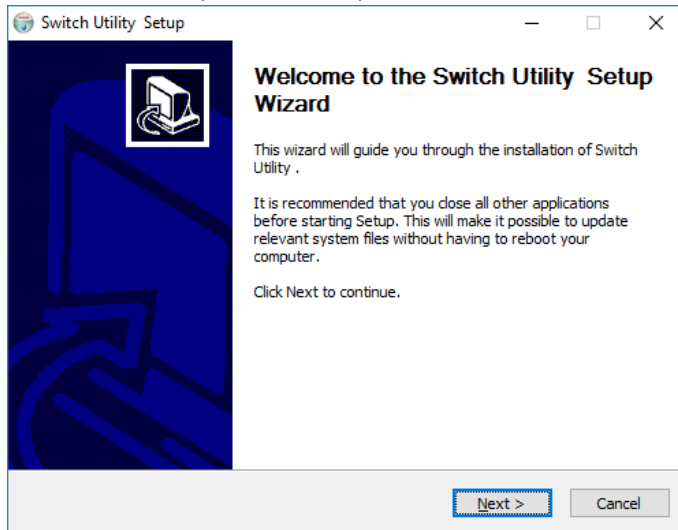 Switch Utility  Setup
Welcome to the Switch Utility  Setup
Wizard
This wizard will guide you through the installation of Switch
Utility .
It is recommended that you close all other applications
before starting Setup. This will make it possible to update
relevant system files without having to reboot your
computer.
Click Next to continue.
Next >
Cancel